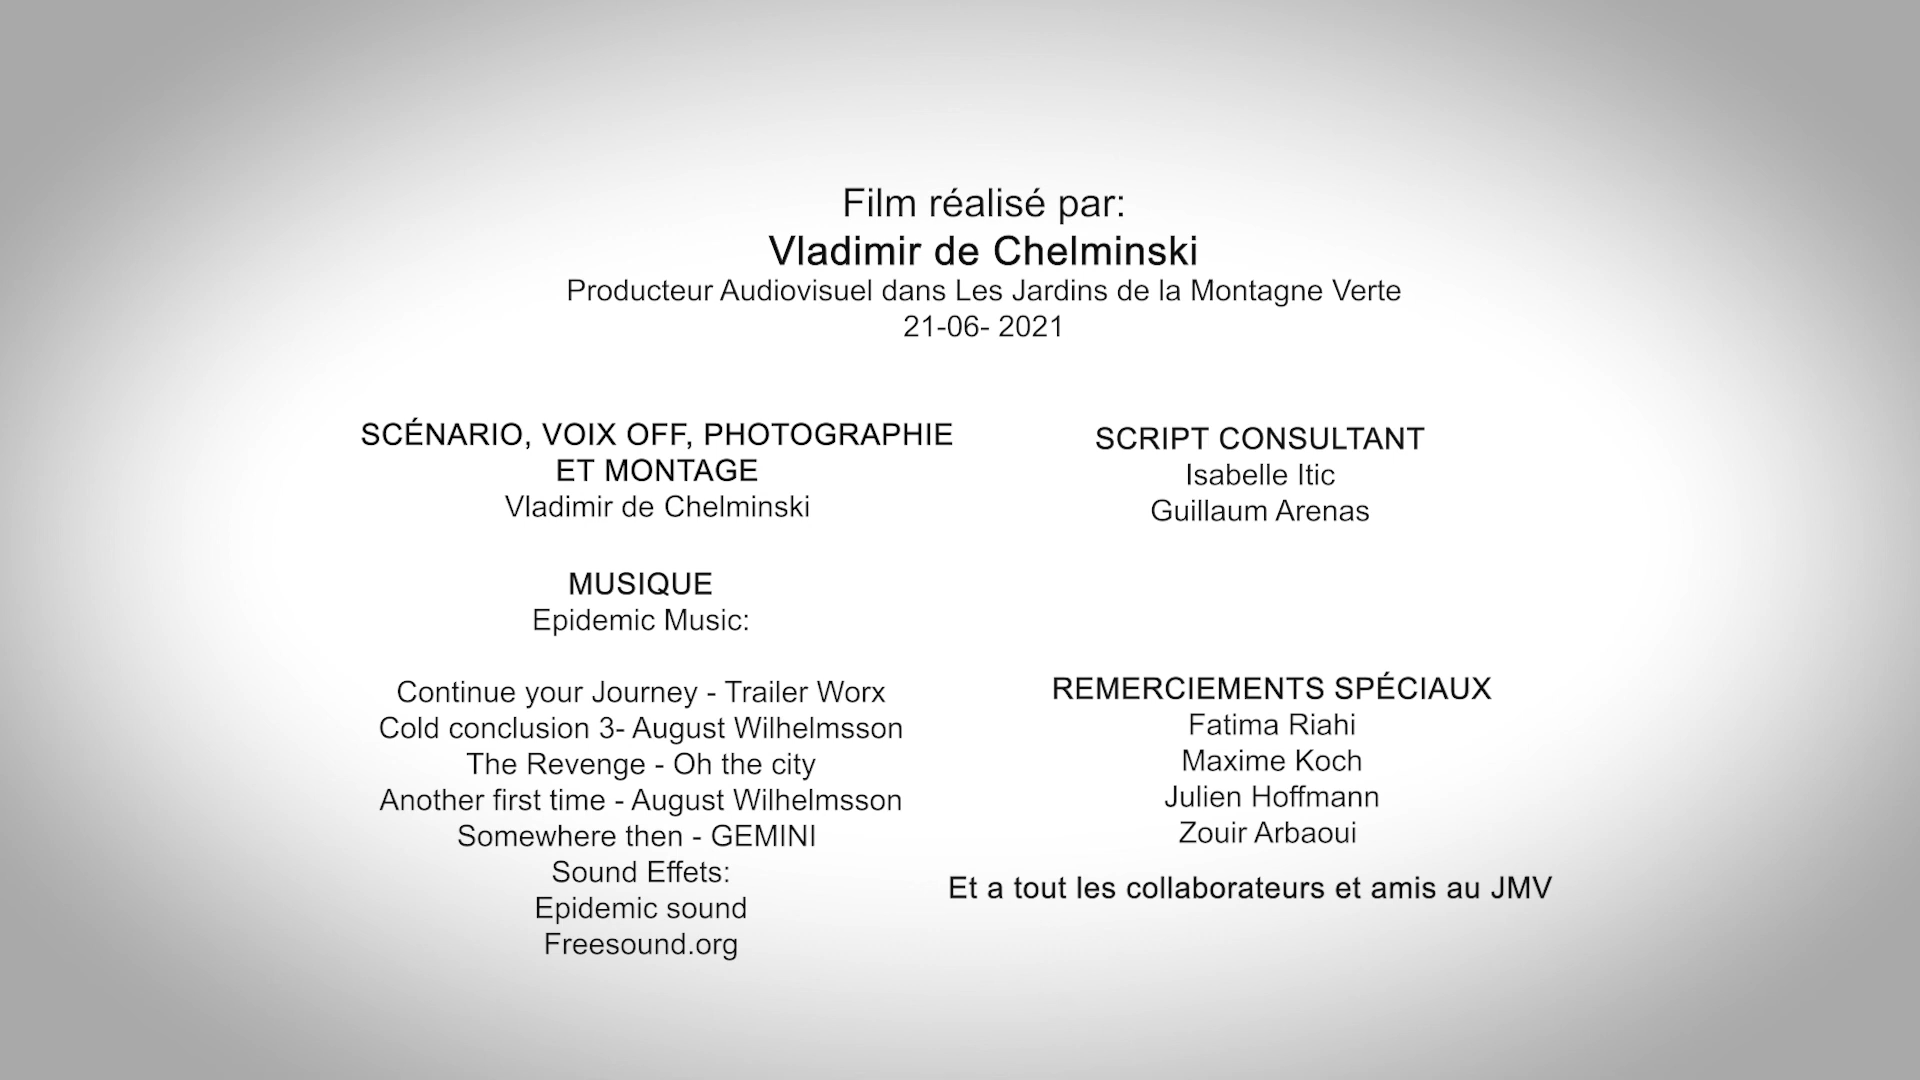 Film réalisé par:
Vladimir de Chelminski
Producteur Audiovisuel dans Les Jardins de la Montagne Verte
21-06- 2021
SCÉNARIO, VOIX OFF, PHOTOGRAPHIE
ET MONTAGE
Vladimir de Chelminski
MUSIQUE
Epidemic Music:
Continue your Journey - Trailer Worx
Cold conclusion 3- August Wilhelmsson
The Revenge - Oh the city
Another first time - August Wilhelmsson
Somewhere then - GEMINI
Sound Effets:
Epidemic sound
Freesound.org
SCRIPT CONSULTANT
Isabelle Itic
Guillaum Arenas
REMERCIEMENTS SPÉCIAUX
Fatima Riahi
Maxime Koch
Julien Hoffmann
Zouir Arbaoui
Et a tout les collaborateurs et amis au JMV